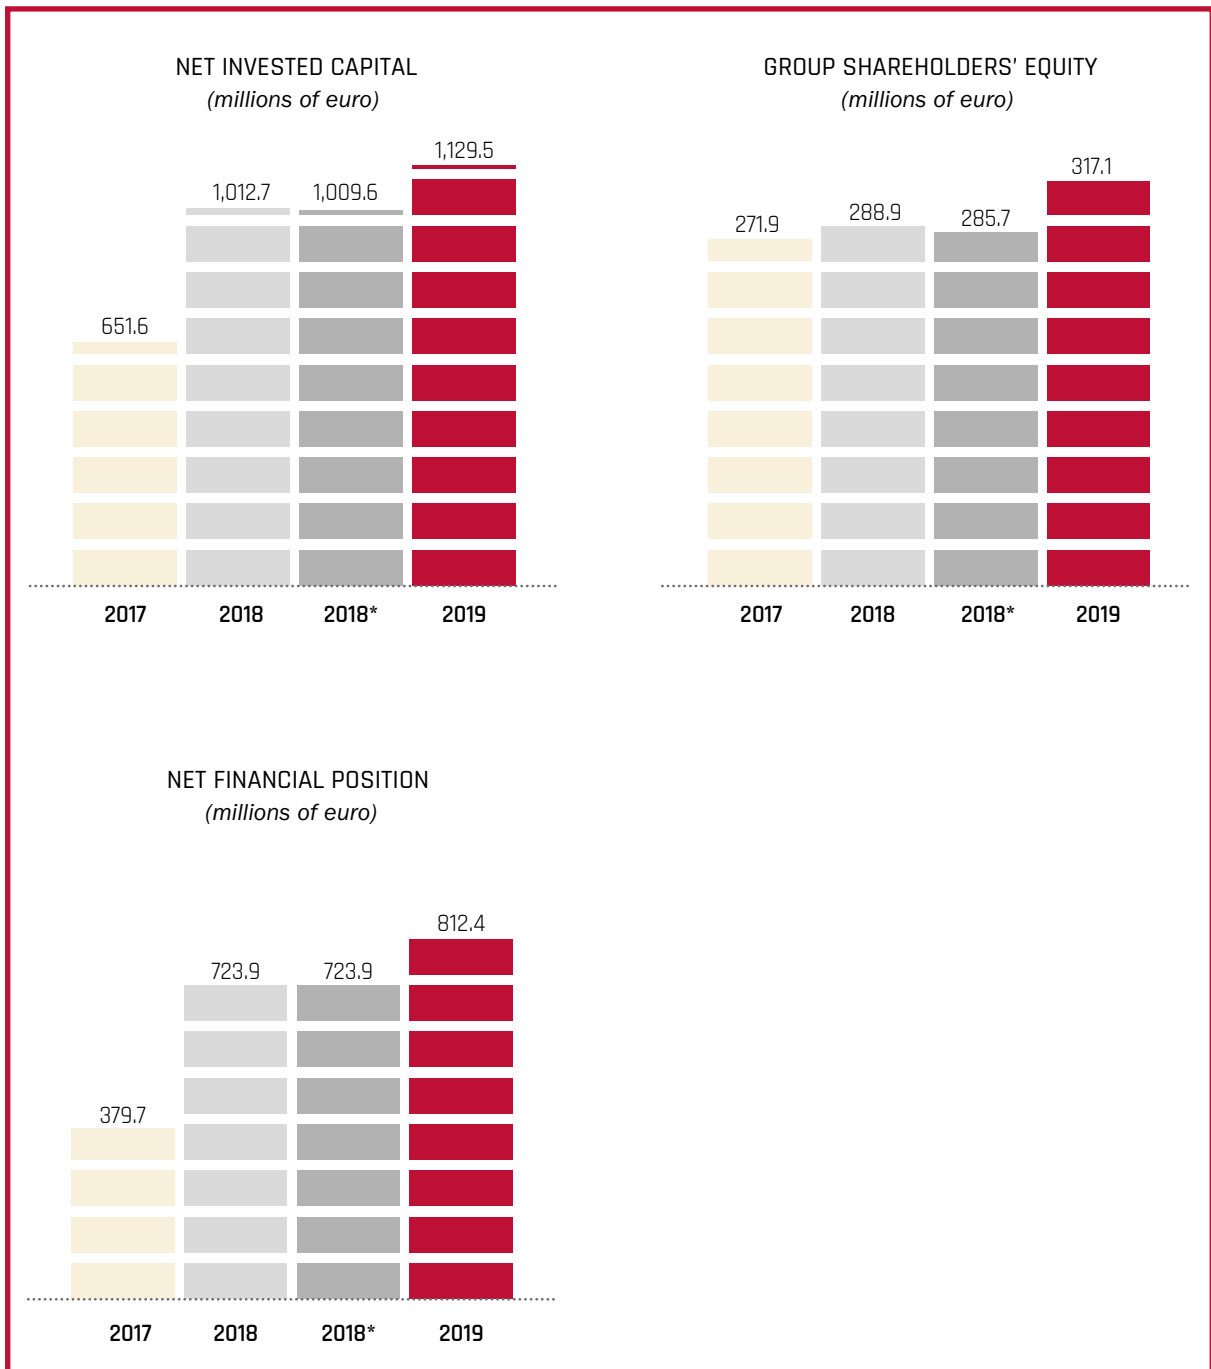 NET INVESTED CAPITAL
(millions of euro)
1,129.5
1,012.7
1,009.6
651.6
2017 2018 2018* 2019
GROUP SHAREHOLDERS’ EQUITY
(millions of euro)
317.1
271.9
288.9
285.7
2017 2018 2018* 2019
NET FINANCIAL POSITION
(millions of euro)
812.4
723.9
723.9
379.7
2017 2018 2018* 2019